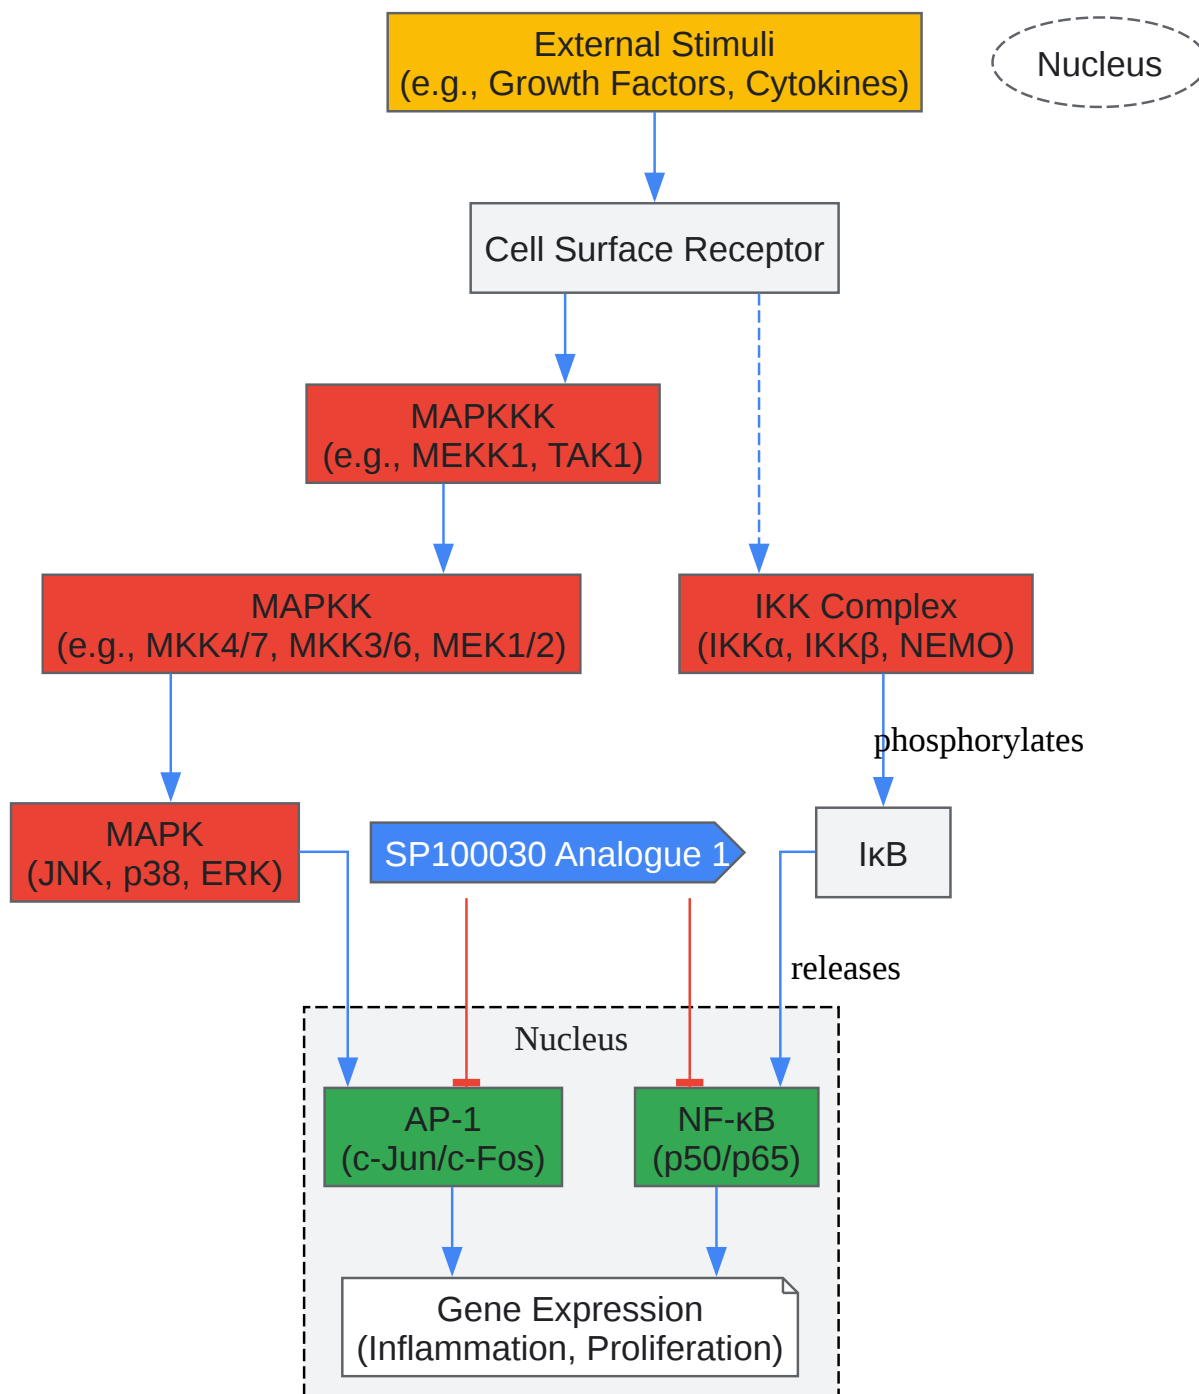 External Stimuli
(e.g., Growth Factors, Cytokines)
Nucleus
Cell Surface Receptor
MAPKKK
(e.g., MEKK1, TAK1)
MAPKK
(e.g., MKK4/7, MKK3/6, MEK1/2)
IKK Complex
(IKKα, IKKβ, NEMO)
phosphorylates
MAPK
(JNK, p38, ERK)
SP100030 Analogue 1
IκB
releases
Nucleus
AP-1
(c-Jun/c-Fos)
NF-κB
(p50/p65)
Gene Expression
(Inflammation, Proliferation)